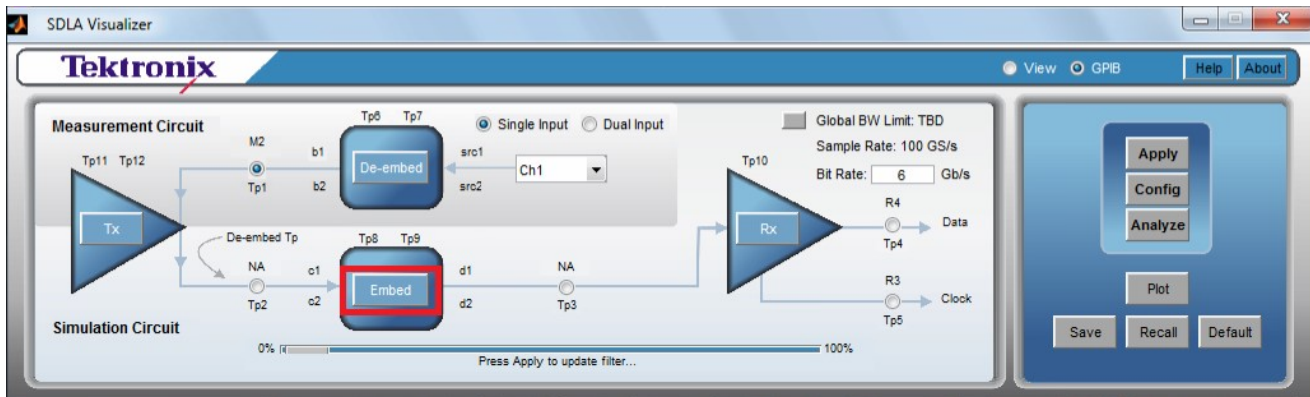 SDLA Visualizer
Tektronix
View GPIB Help About
Measurement Circuit
Tp11 Tp12
Tx
M2
Tp1
b1
b2
Tp6 Tp7
De-embed
Single Input Dual Input
src1
src2
Ch1
Global BW Limit: TBD
Sample Rate: 100 GS/s
Bit Rate: 6 Gb/s
Tp10
Rx
R4
Tp4
Data
R3
Tp5
Clock
De-embed Tp
NA
Tp2
c1
c2
Tp8 Tp9
Embed
d1
d2
NA
Tp3
Simulation Circuit
0% 100%
Press Apply to update filter...
Apply
Config
Analyze
Plot
Save Recall Default